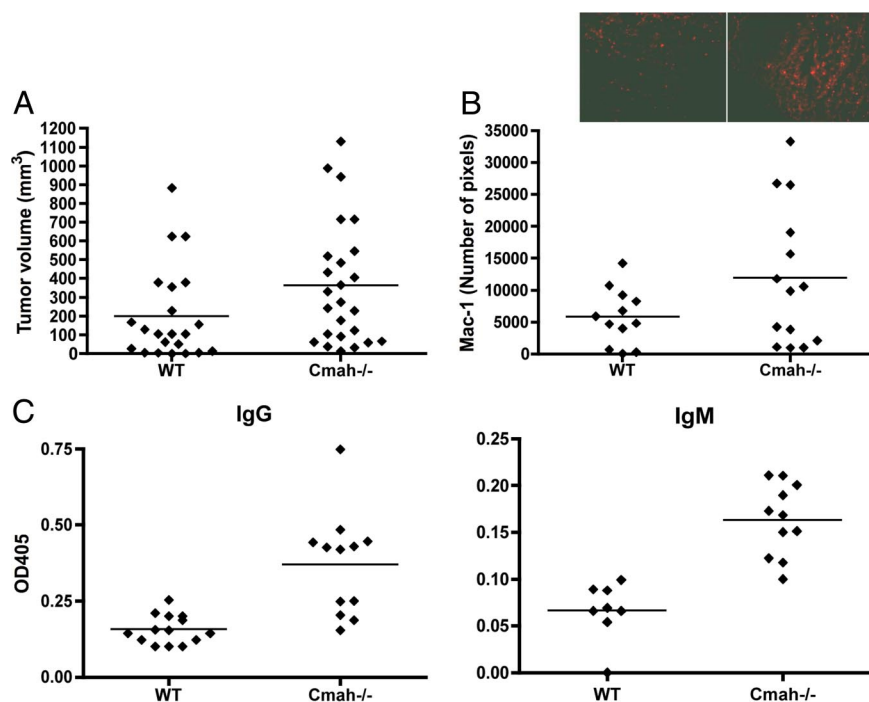 A
Tumor volume (mm3)
1200
1100
1000
900
800
700
600
500
400
300
200
100
0
WT
Cmah-/-
B
Mac-1 (Number of pixels)
35000
30000
25000
20000
15000
10000
5000
0
WT
Cmah-/-
C
IgG
OD405
0.75
0.50
0.25
0.00
WT
Cmah-/-
IgM
0.25
0.20
0.15
0.10
0.05
0.00
WT
Cmah-/-